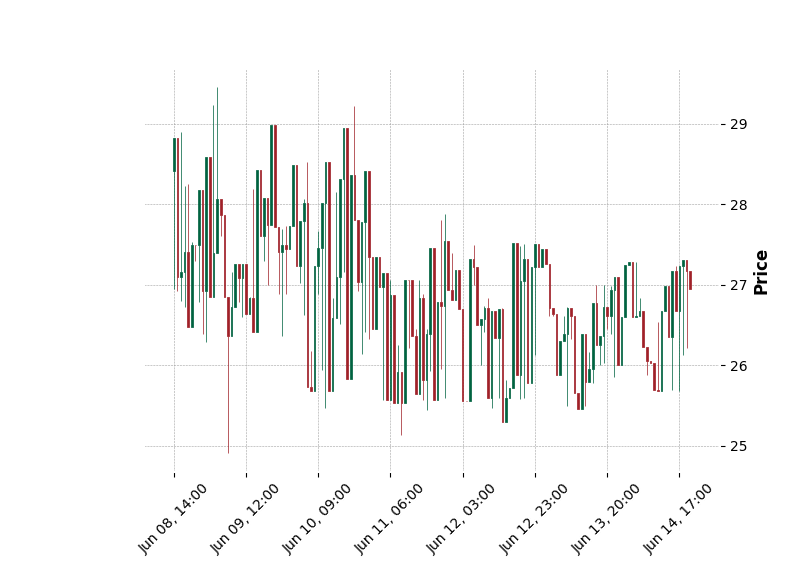 29
28
27
26
25
Price
Jun 08, 14:00
Jun 09, 12:00
Jun 10, 09:00
Jun 11, 06:00
Jun 12, 03:00
Jun 12, 23:00
Jun 13, 20:00
Jun 14, 17:00